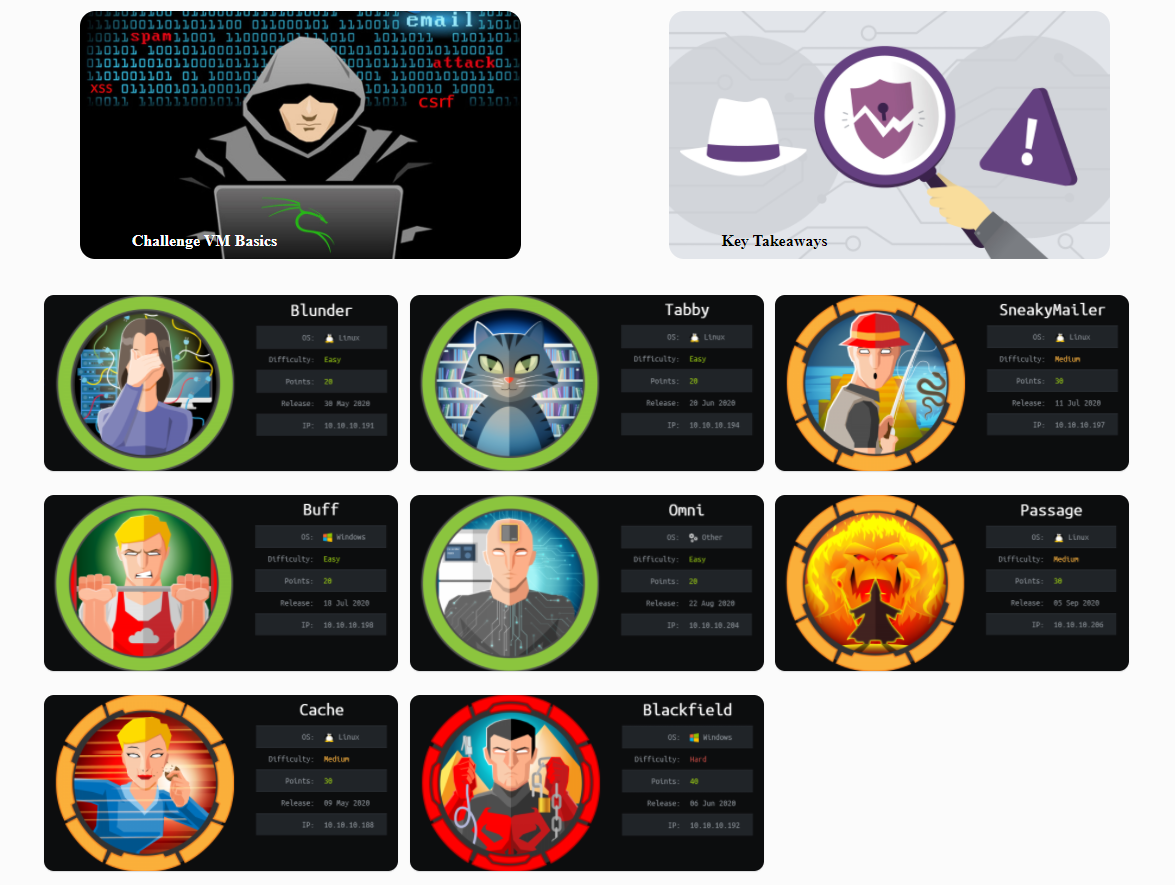 email
spam
attack
XSS
csrf
Challenge VM Basics
Key Takeaways
Blunder
OS: Linux
Difficulty: Easy
Points: 20
Release: 30 May 2020
IP: 10.10.10.191
Tabby
OS: Linux
Difficulty: Easy
Points: 20
Release: 20 Jun 2020
IP: 10.10.10.194
SneakyMailer
OS: Linux
Difficulty: Medium
Points: 30
Release: 11 Jul 2020
IP: 10.10.10.197
Buff
OS: Windows
Difficulty: Easy
Points: 20
Release: 18 Jul 2020
IP: 10.10.10.198
Omni
OS: Other
Difficulty: Easy
Points: 20
Release: 22 Aug 2020
IP: 10.10.10.204
Passage
OS: Linux
Difficulty: Medium
Points: 30
Release: 05 Sep 2020
IP: 10.10.10.206
Cache
OS: Linux
Difficulty: Medium
Points: 30
Release: 09 May 2020
IP: 10.10.10.188
Blackfield
OS: Windows
Difficulty: Hard
Points: 40
Release: 06 Jun 2020
IP: 10.10.10.192